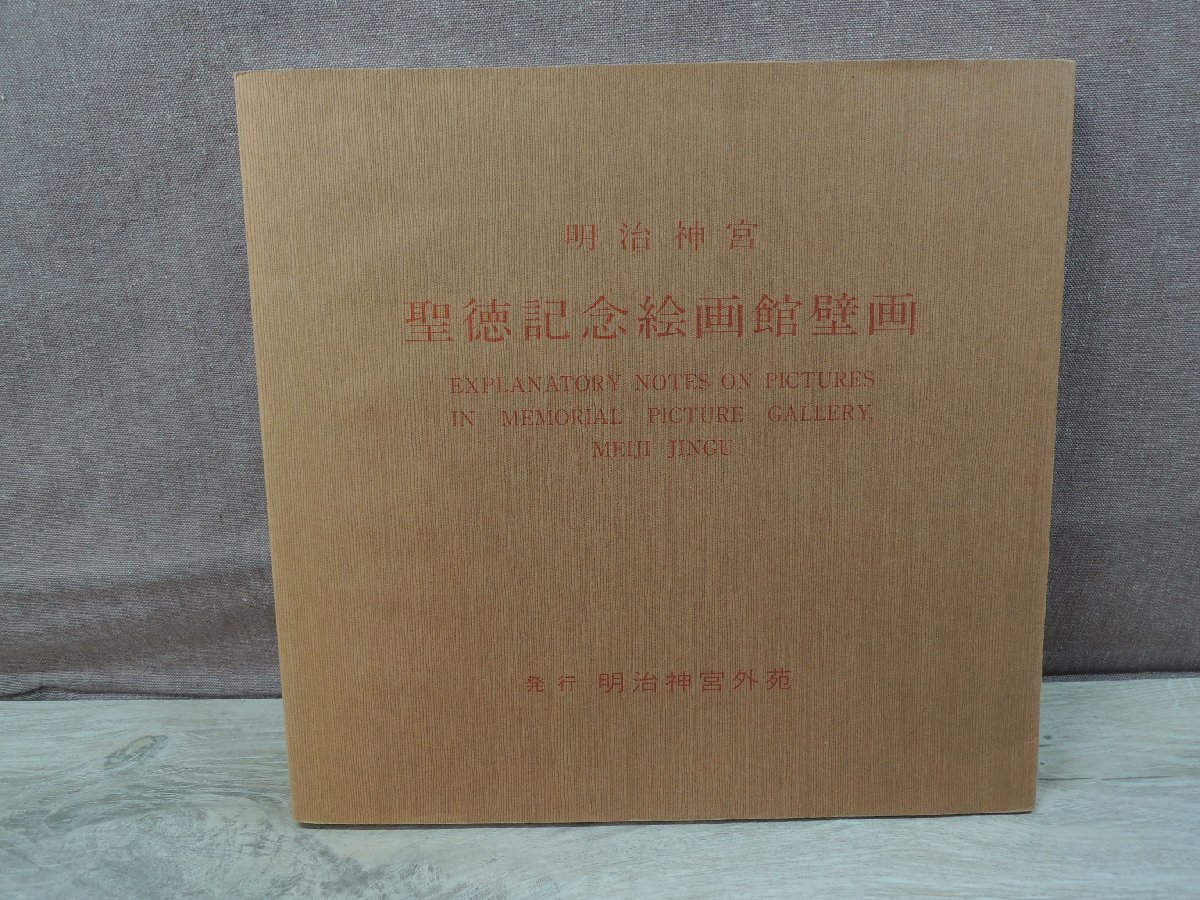 明治神宮
聖徳記念絵画館壁画
EXPLANATORY NOTES ON PICTURES
IN MEMORIAL PICTURE GALLERY,
MEIJI JINGU
発行 明治神宮外苑